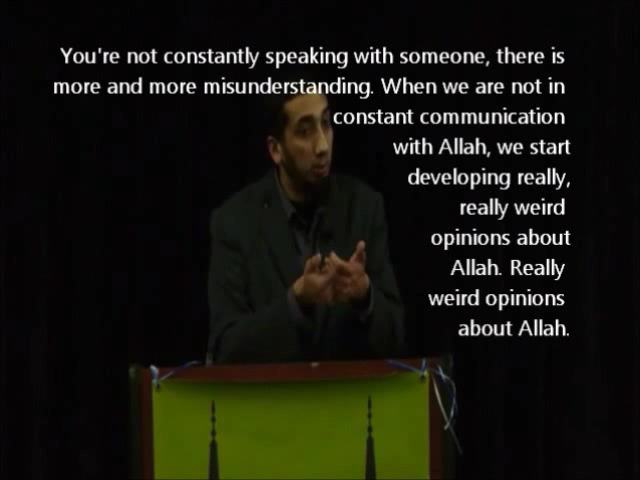 You're not constantly speaking with someone, there is
more and more misunderstanding. When we are not in
constant communication
with Allah, we start
developing really,
really weird
opinions about
Allah. Really
weird opinions
about Allah.